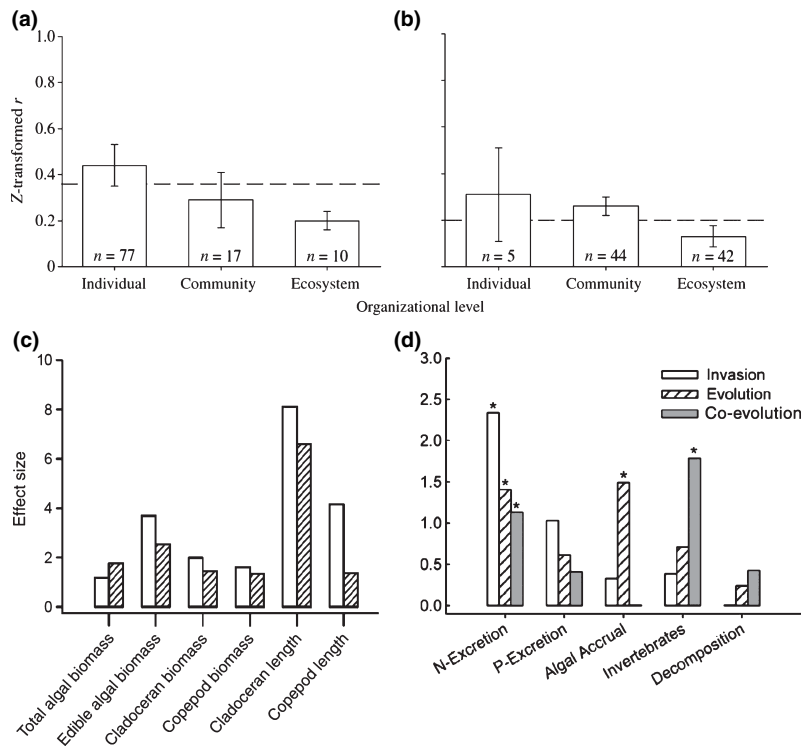 (a)
(b)
1.0
0.8
0.6
0.4
0.2
0
Z-transformed r
n = 77
n = 17
n = 10
n = 5
n = 44
n = 42
Individual
Community
Ecosystem
Individual
Community
Ecosystem
Organizational level
(c)
(d)
10
8
6
4
2
0
Effect size
Total algal biomass
Edible algal biomass
Cladoceran biomass
Copepod biomass
Cladoceran length
Copepod length
3.0
2.5
2.0
1.5
1.0
0.5
0.0
Invasion
Evolution
Co-evolution
*
*
*
*
*
N-Excretion
P-Excretion
Algal Accrual
Invertebrates
Decomposition